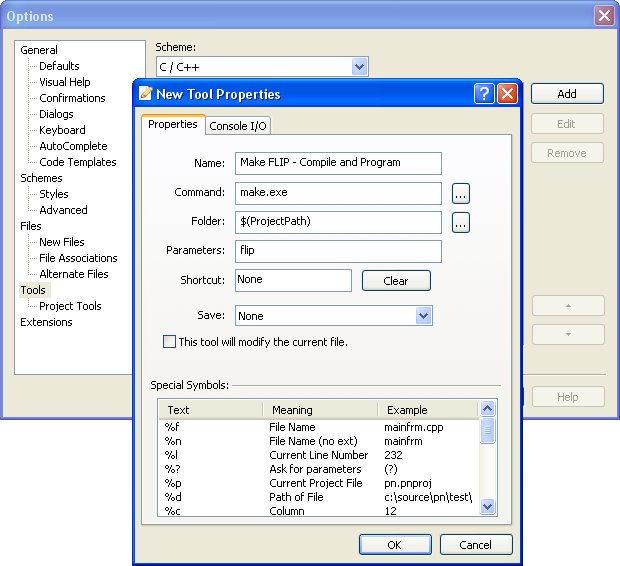 Options
General
Defaults
Visual Help
Confirmations
Dialogs
Keyboard
AutoComplete
Code Templates
Schemes
Styles
Advanced
Files
New Files
File Associations
Alternate Files
Tools
Project Tools
Extensions
Scheme:
C / C++
Add
Edit
Remove
Help
New Tool Properties
Properties Console I/O
Name: Make FLIP - Compile and Program
Command: make.exe ...
Folder: $(ProjectPath) ...
Parameters: flip
Shortcut: None Clear
Save: None
This tool will modify the current file.
Special Symbols:
Text Meaning Example
%f File Name mainfrm.cpp
%n File Name (no ext) mainfrm
%l Current Line Number 232
%? Ask for parameters (?)
%p Current Project File pn.pnproj
%d Path of File c:\source\pn\test\
%c Column 12
OK Cancel